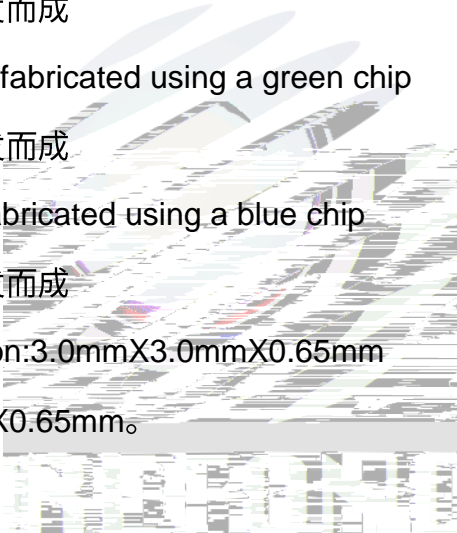 而成
fabricated using a green chip
而成
bricated using a blue chip
而成
on:3.0mmX3.0mmX0.65mm
X0.65mm。